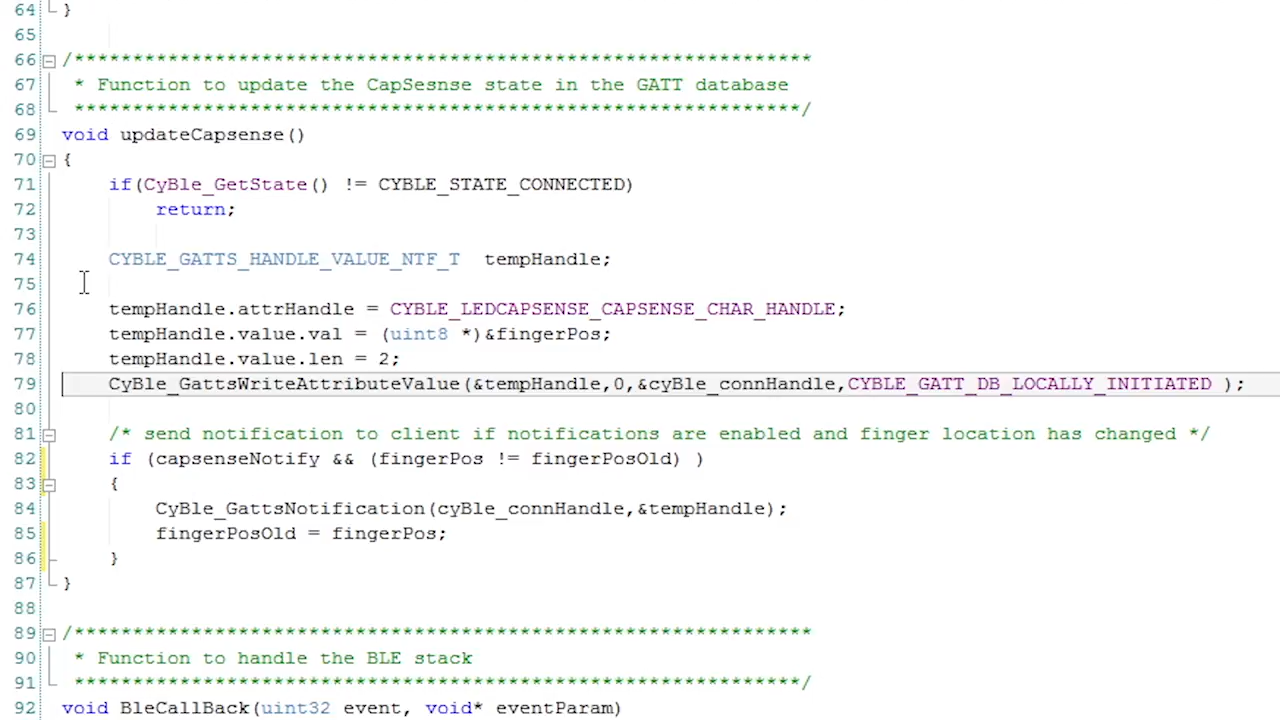 64 }
65
66 /***************************************************************
67 * Function to update the CapSesnse state in the GATT database
68 **************************************************************/
69 void updateCapsense()
70 {
71 if(CyBle_GetState() != CYBLE_STATE_CONNECTED)
72 return;
73
74 CYBLE_GATTS_HANDLE_VALUE_NTF_T tempHandle;
75
76 tempHandle.attrHandle = CYBLE_LEDCAPSENSE_CAPSENSE_CHAR_HANDLE;
77 tempHandle.value.val = (uint8 *)&fingerPos;
78 tempHandle.value.len = 2;
79 CyBle_GattsWriteAttributeValue(&tempHandle,0,&cyBle_connHandle,CYBLE_GATT_DB_LOCALLY_INITIATED );
80
81 /* send notification to client if notifications are enabled and finger location has changed */
82 if (capsenseNotify && (fingerPos != fingerPosOld) )
83 {
84 CyBle_GattsNotification(cyBle_connHandle,&tempHandle);
85 fingerPosOld = fingerPos;
86 }
87 }
88
89 /***************************************************************
90 * Function to handle the BLE stack
91 **************************************************************/
92 void BleCallBack(uint32 event, void* eventParam)